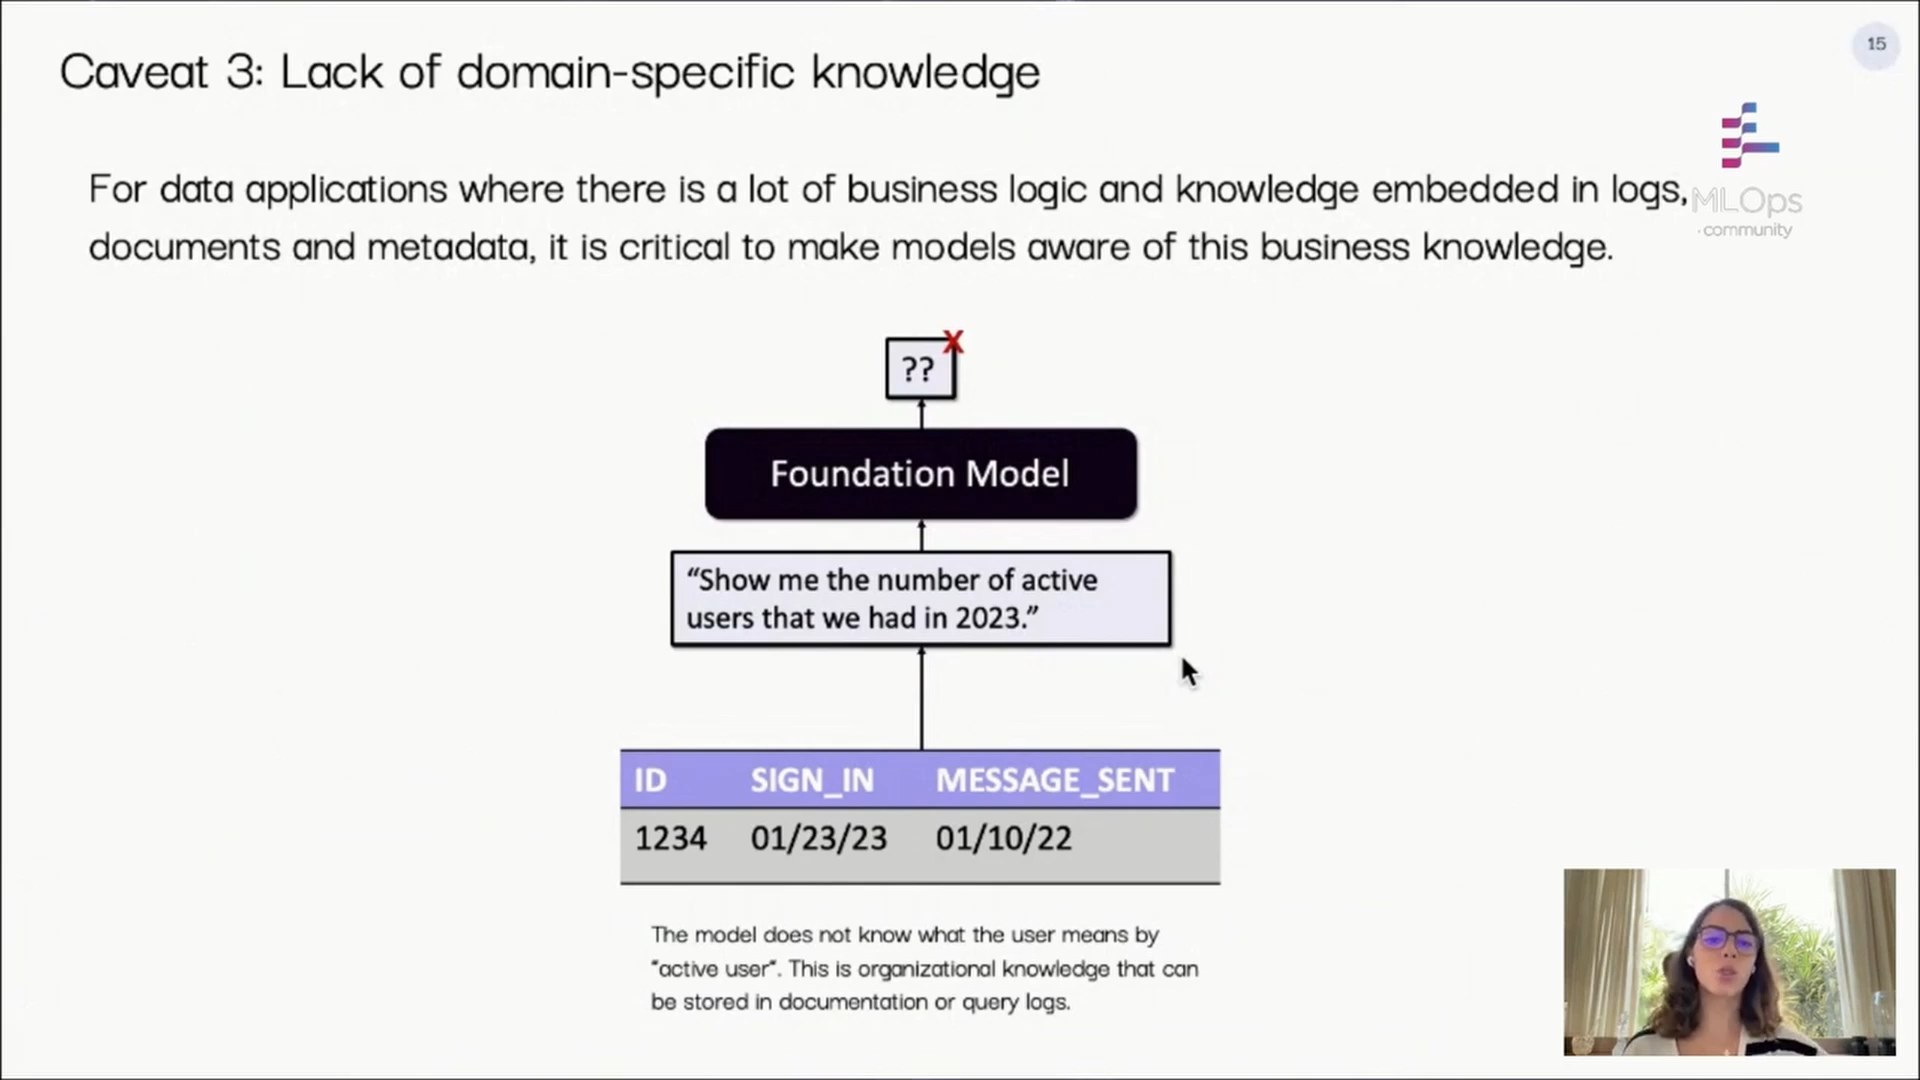 15
Caveat 3: Lack of domain-specific knowledge
For data applications where there is a lot of business logic and knowledge embedded in logs,
documents and metadata, it is critical to make models aware of this business knowledge.
MLOps
.community
??
X
Foundation Model
“Show me the number of active
users that we had in 2023.”
ID SIGN_IN MESSAGE_SENT
1234 01/23/23 01/10/22
The model does not know what the user means by
"active user". This is organizational knowledge that can
be stored in documentation or query logs.